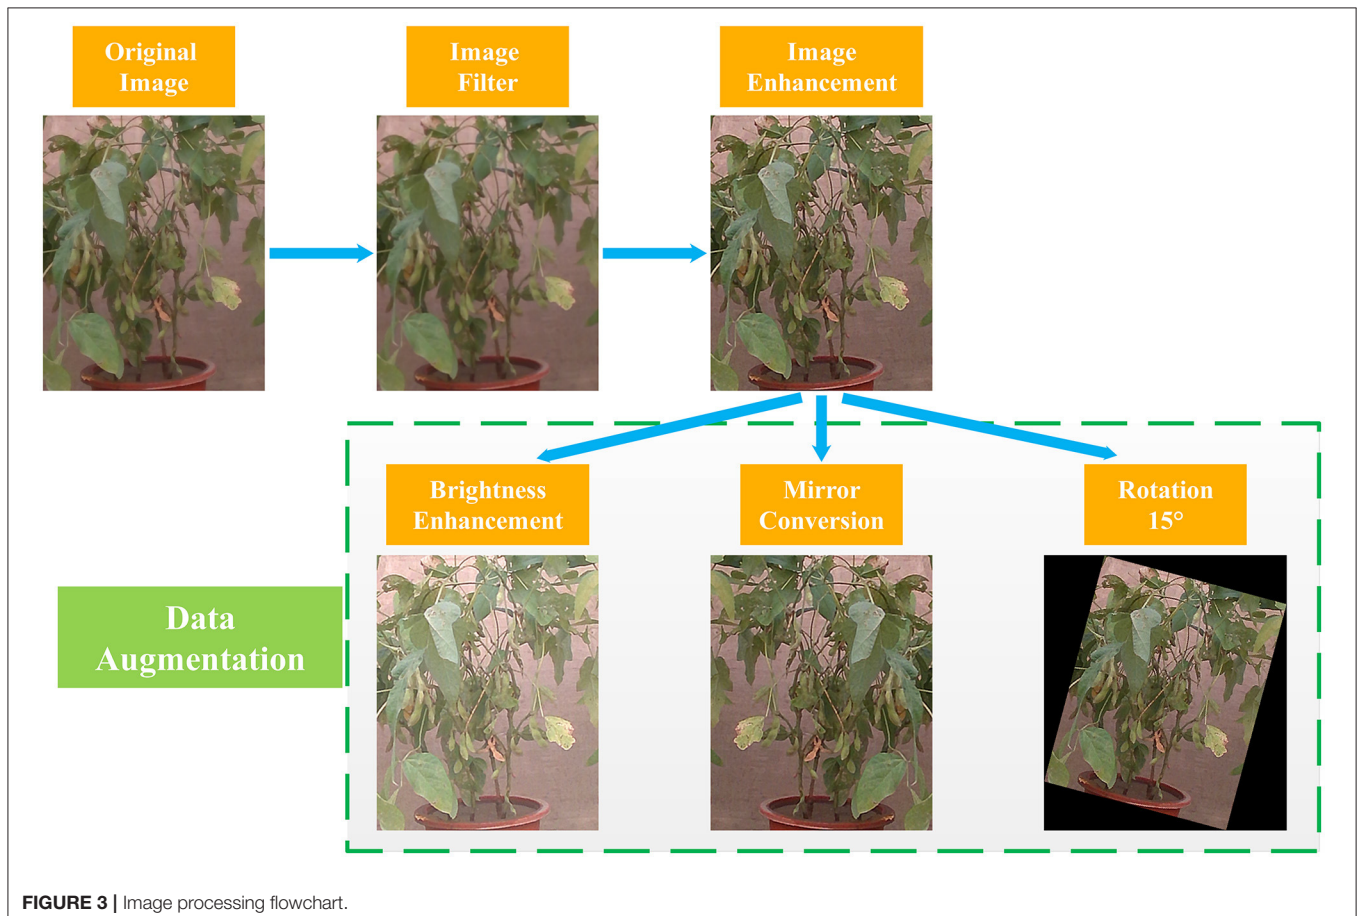 Original
Image
Image
Filter
Image
Enhancement
Brightness
Enhancement
Mirror
Conversion
Rotation
15°
Data
Augmentation
FIGURE 3 | Image processing flowchart.